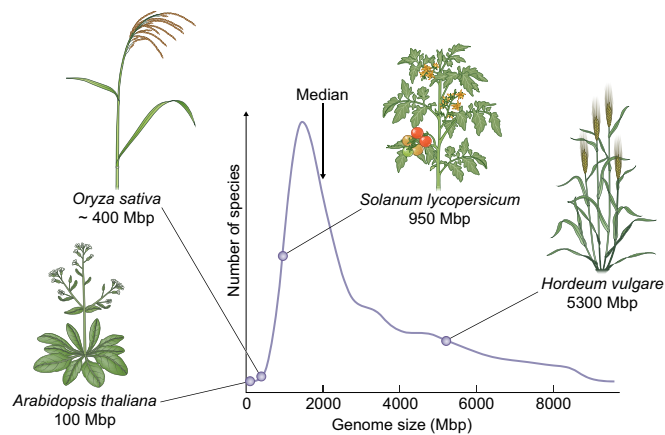 Median
Oryza sativa
~ 400 Mbp
Solanum lycopersicum
950 Mbp
Number of species
Hordeum vulgare
5300 Mbp
Arabidopsis thaliana
100 Mbp
0 2000 4000 6000 8000
Genome size (Mbp)